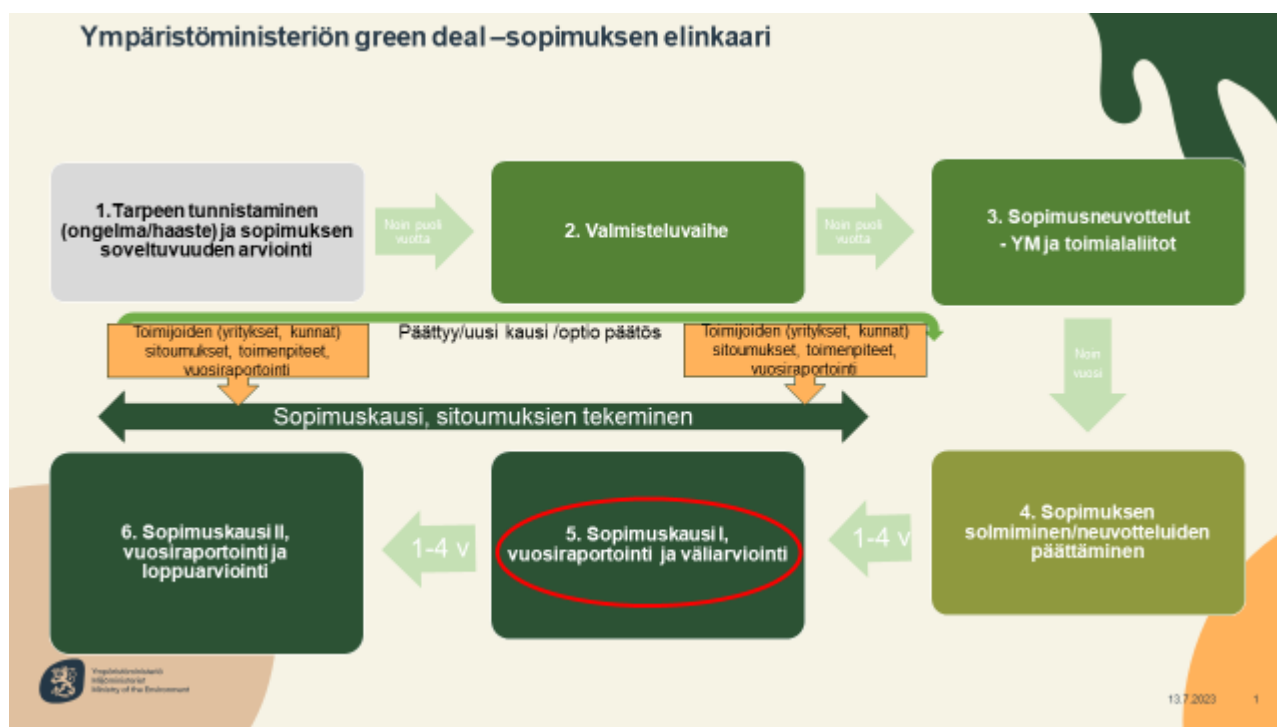 Ympäristöministeriön green deal –sopimuksen elinkaari
1. Tarpeen tunnistaminen
(ongelma/haaste) ja sopimuksen
soveltuvuuden arviointi
Noin puoli
vuotta
2. Valmisteluvaihe
Noin puoli
vuotta
3. Sopimusneuvottelut
- YM ja toimialaliitot
Toimijoiden (yritykset, kunnat)
sitoumukset, toimenpiteet,
vuosiraportointi
Päättyy/uusi kausi /optio päätös
Toimijoiden (yritykset, kunnat)
sitoumukset, toimenpiteet,
vuosiraportointi
Noin
vuosi
Sopimuskausi, sitoumuksien tekeminen
6. Sopimuskausi II,
vuosiraportointi ja
loppuarviointi
1-4 v
5. Sopimuskausi I,
vuosiraportointi ja väliarviointi
1-4 v
4. Sopimuksen
solmiminen/neuvotteluiden
päättäminen
Ympäristöministeriö
Miljöministeriet
Ministry of the Environment
13.7.2023
1